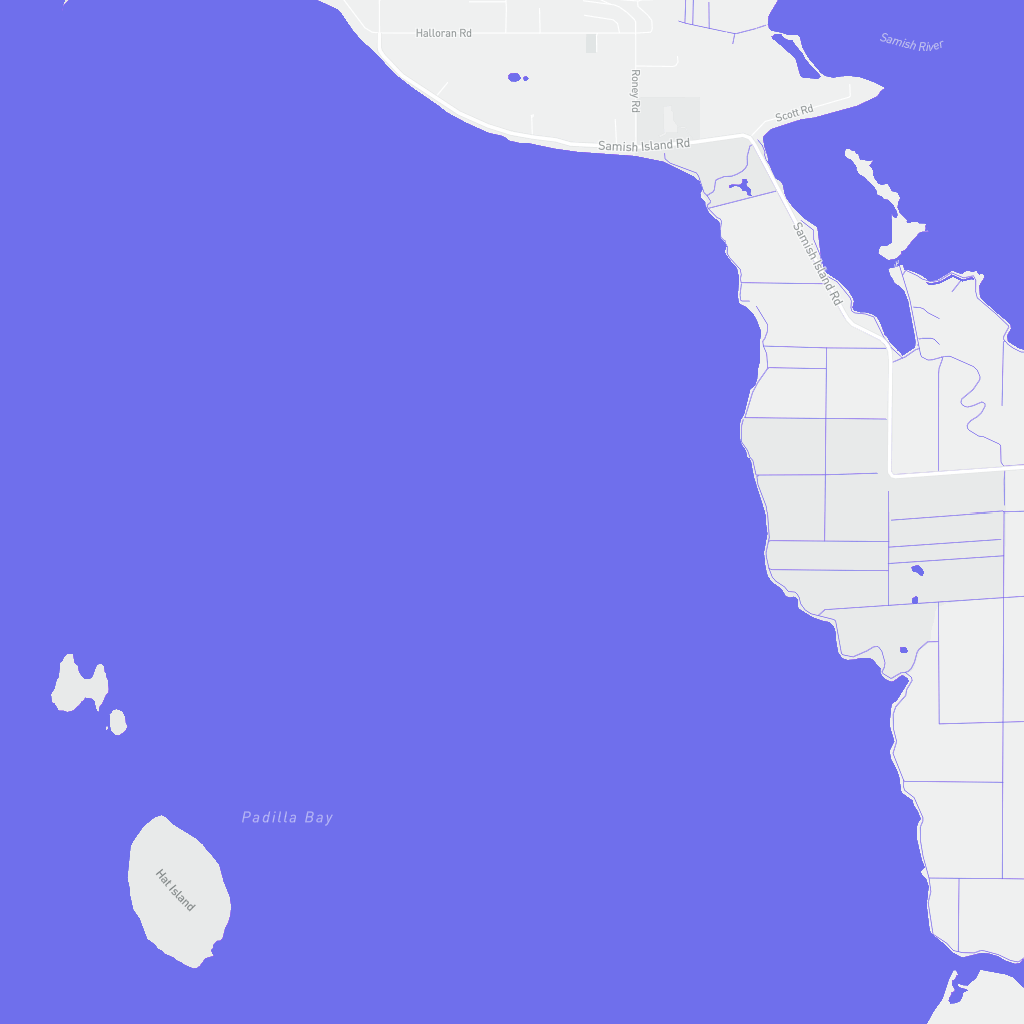 Halloran Rd
Samish River
Roney Rd
Scott Rd
Samish Island Rd
Samish Island Rd
Padilla Bay
Hat Island